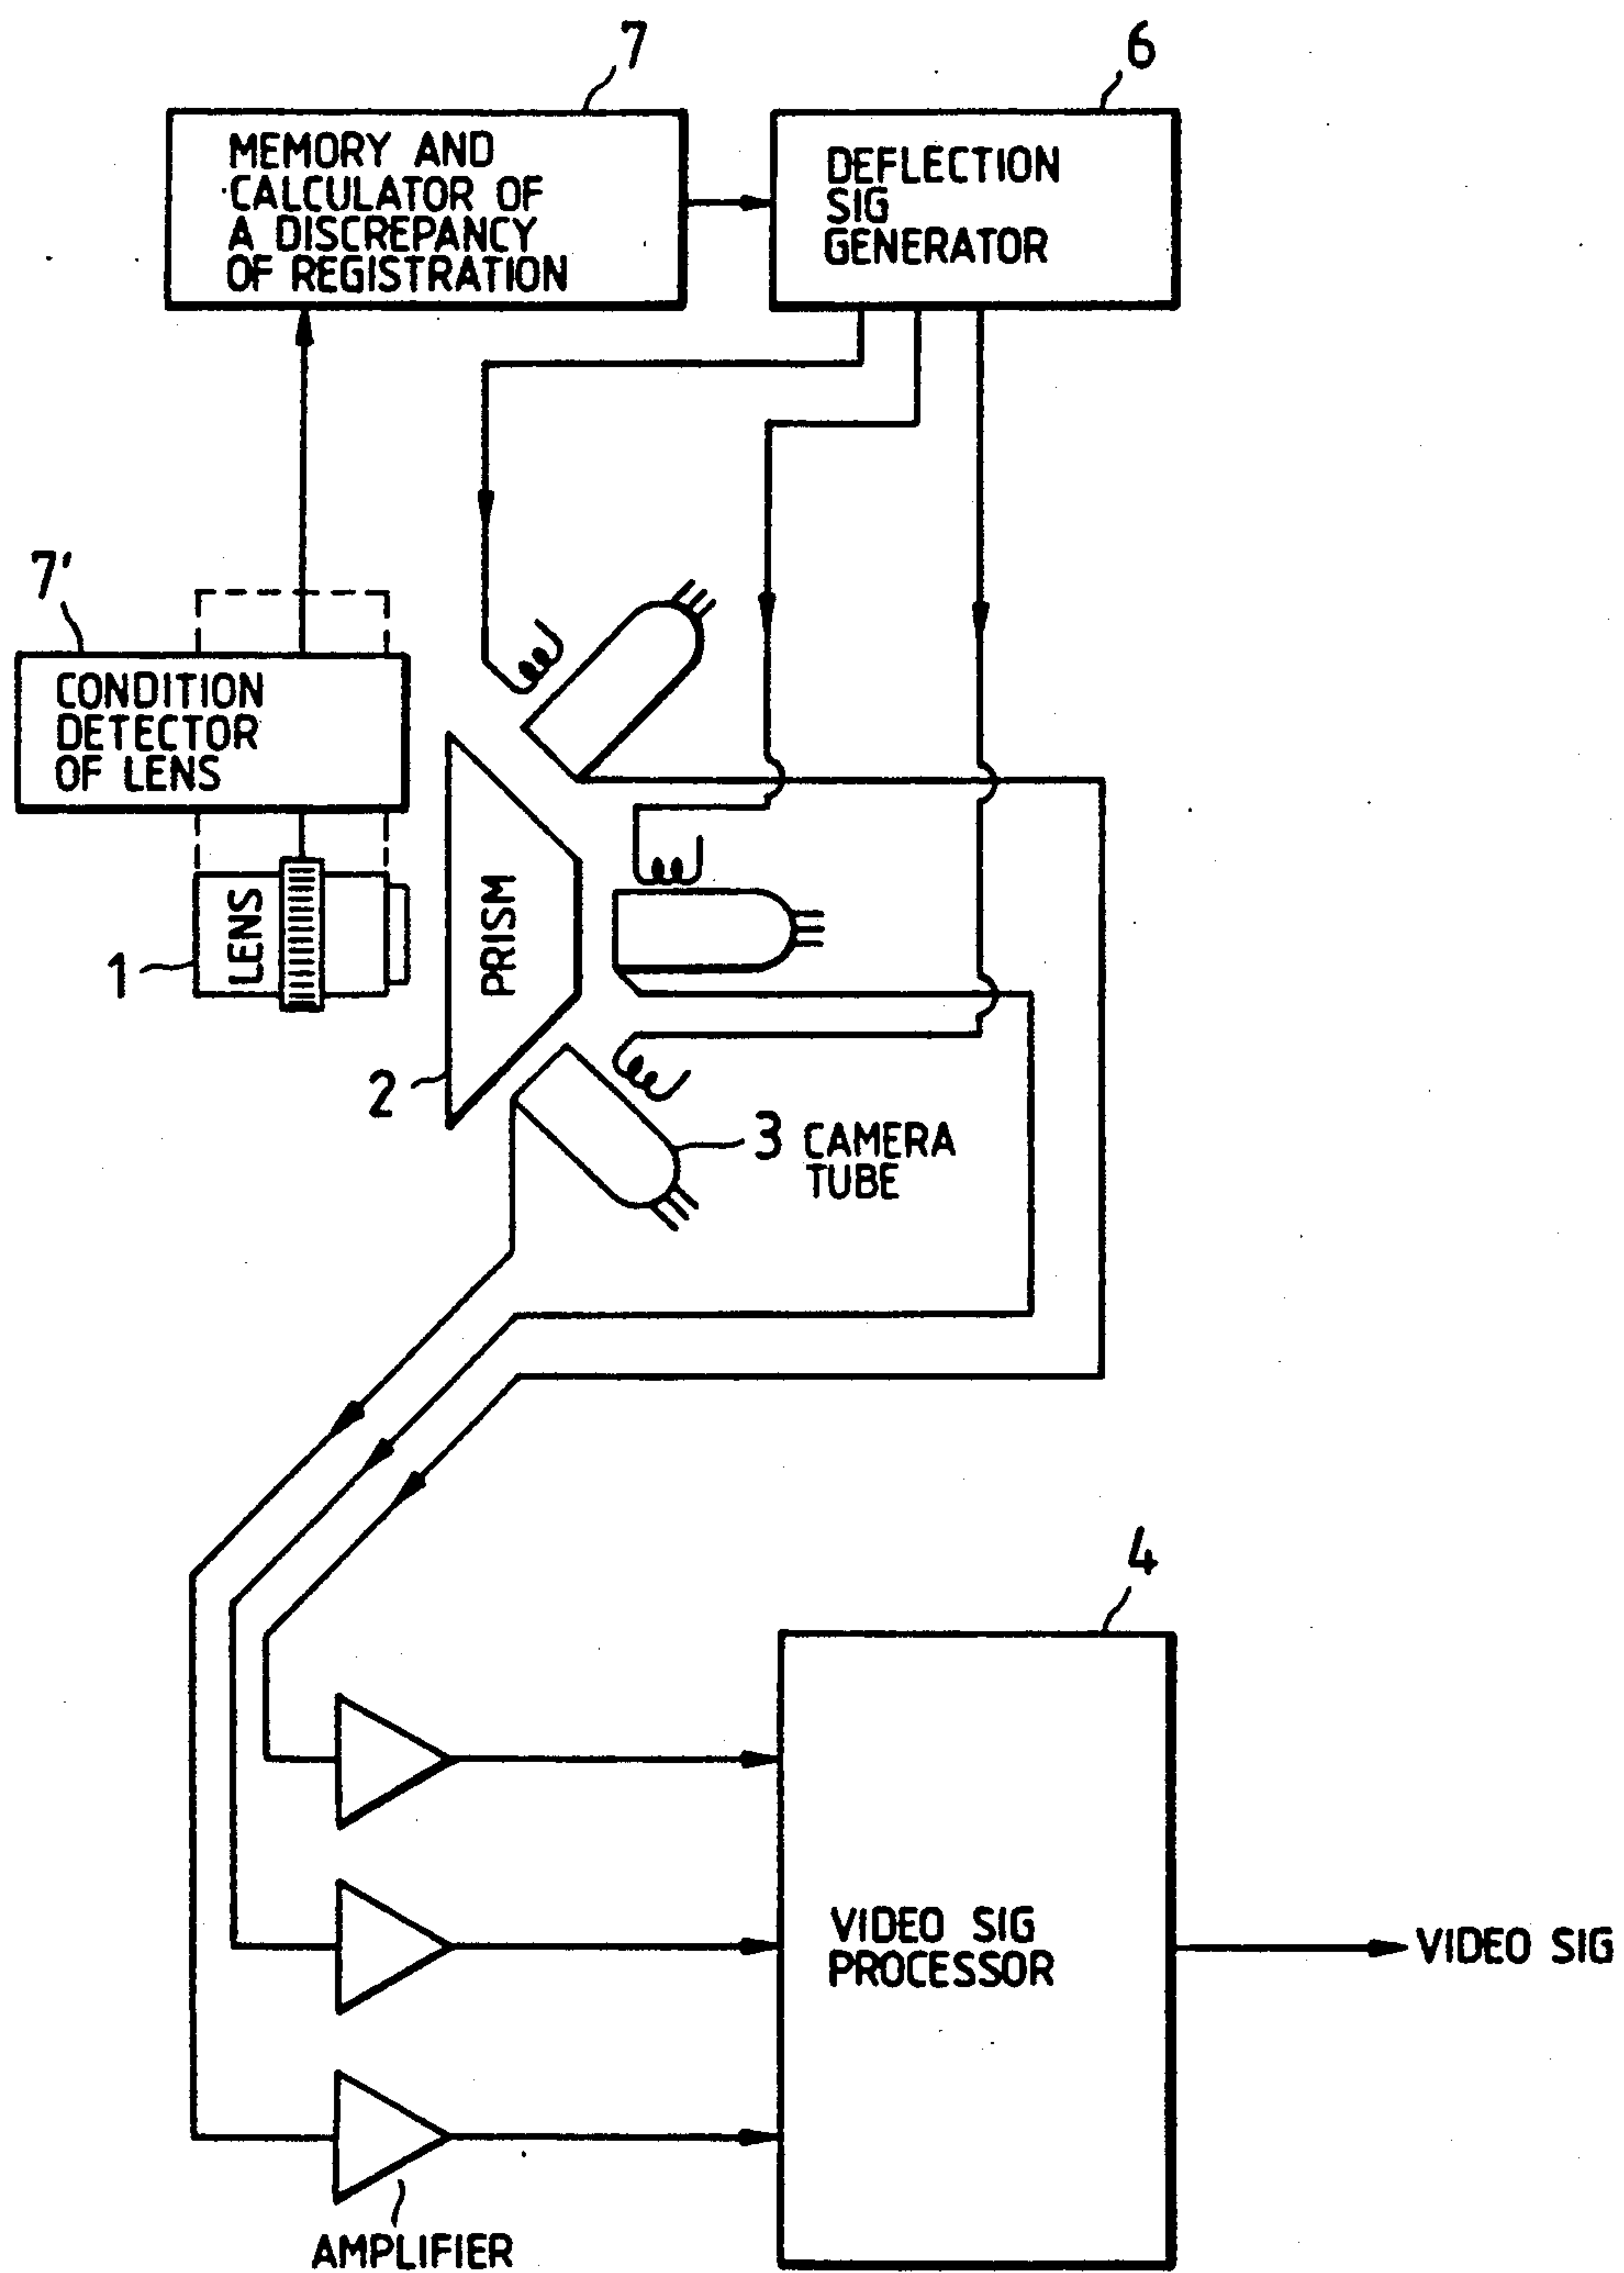 7
6
MEMORY AND
CALCULATOR OF
A DISCREPANCY
OF REGISTRATION
DEFLECTION
SIG
GENERATOR
7'
CONDITION
DETECTOR
OF LENS
LENS
PRISM
1
2
3 CAMERA
TUBE
4
VIDEO SIG
PROCESSOR
VIDEO SIG
AMPLIFIER